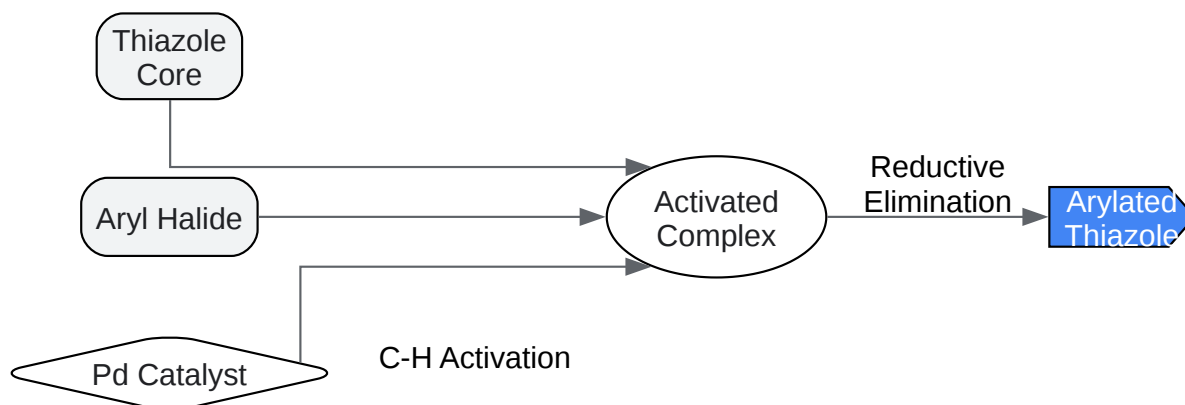 Thiazole
Core
Aryl Halide
Activated
Complex
Reductive
Elimination
Arylated
Thiazole
Pd Catalyst
C-H Activation